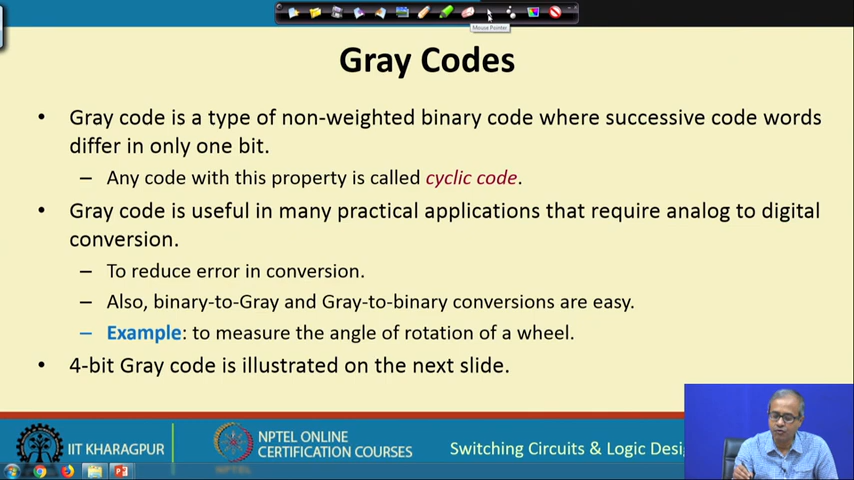 Mouse Pointer
Gray Codes
• Gray code is a type of non-weighted binary code where successive code words
differ in only one bit.
– Any code with this property is called cyclic code.
• Gray code is useful in many practical applications that require analog to digital
conversion.
– To reduce error in conversion.
– Also, binary-to-Gray and Gray-to-binary conversions are easy.
– Example: to measure the angle of rotation of a wheel.
• 4-bit Gray code is illustrated on the next slide.
IIT KHARAGPUR
NPTEL ONLINE
CERTIFICATION COURSES
NPTEL
Switching Circuits & Logic Desi